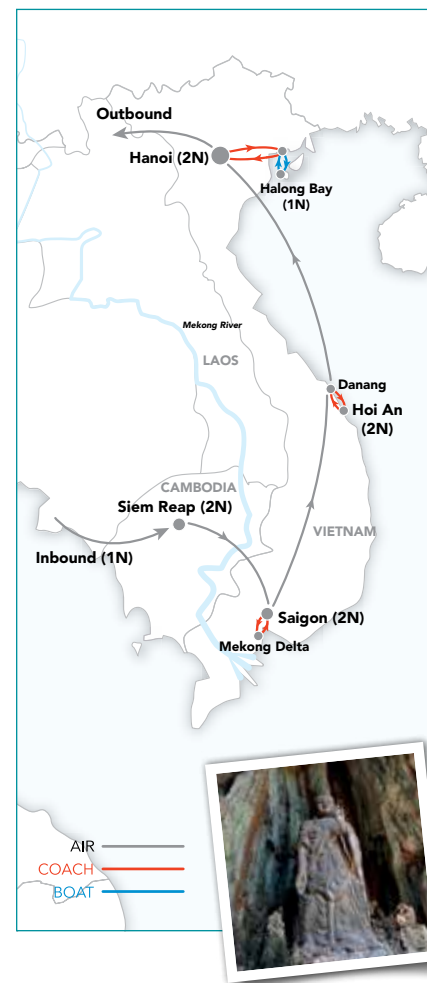 Outbound
Hanoi (2N)
Halong Bay
(1N)
Mekong River
LAOS
Danang
Hoi An
(2N)
CAMBODIA
Siem Reap (2N)
VIETNAM
Inbound (1N)
Saigon (2N)
Mekong Delta
AIR
COACH
BOAT